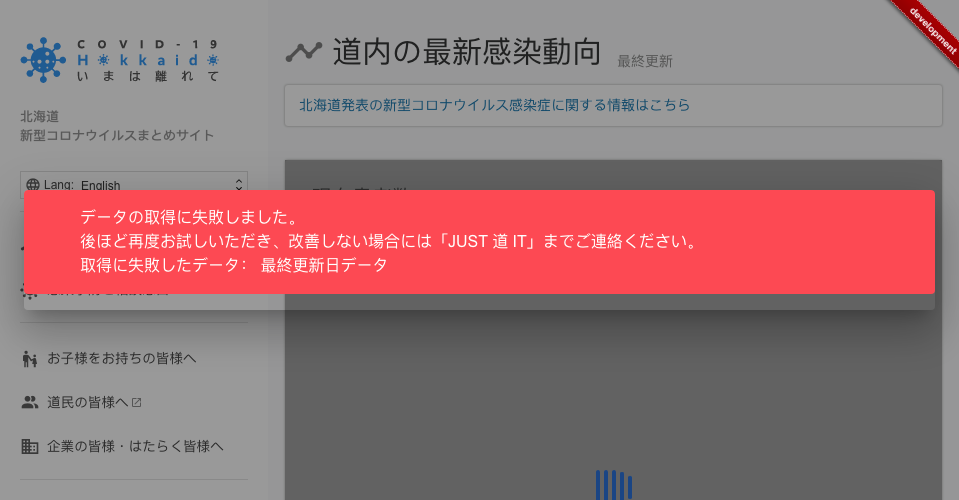 COVID-19
Hokkaido
いまは離れて
北海道
新型コロナウイルスまとめサイト
Lang: English
お子様をお持ちの皆様へ
道民の皆様へ
企業の皆様・はたらく皆様へ
道内の最新感染動向 最終更新
北海道発表の新型コロナウイルス感染症に関する情報はこちら
データの取得に失敗しました。
後ほど再度お試しいただき、改善しない場合には「JUST 道 IT」までご連絡ください。
取得に失敗したデータ： 最終更新日データ
development